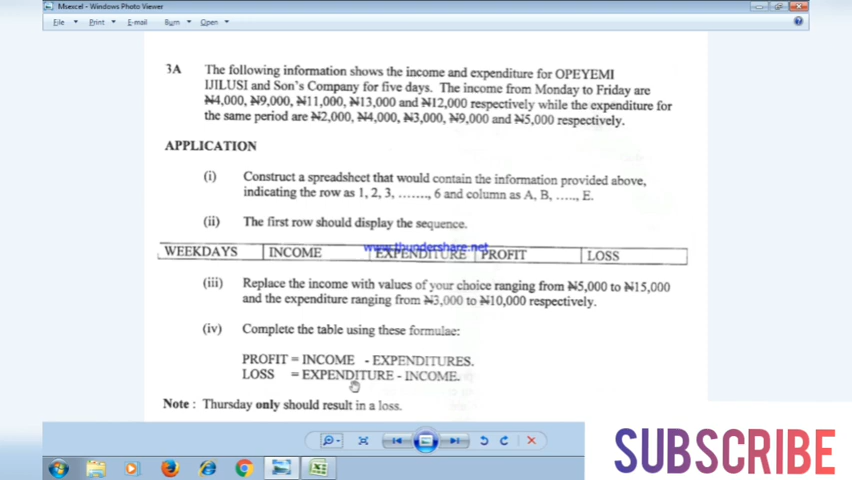 Msexcel - Windows Photo Viewer
File Print E-mail Burn Open
3A The following information shows the income and expenditure for OPEYEMI
IJILUSI and Son's Company for five days. The income from Monday to Friday are
₦4,000, ₦9,000, ₦11,000, ₦13,000 and ₦12,000 respectively while the expenditure for
the same period are ₦2,000, ₦4,000, ₦3,000, ₦9,000 and ₦5,000 respectively.
APPLICATION
(i) Construct a spreadsheet that would contain the information provided above,
indicating the row as 1, 2, 3, ......., 6 and column as A, B, ....., E.
(ii) The first row should display the sequence.
www.thundershare.net
WEEKDAYS INCOME EXPENDITURE PROFIT LOSS
(iii) Replace the income with values of your choice ranging from ₦5,000 to ₦15,000
and the expenditure ranging from ₦3,000 to ₦10,000 respectively.
(iv) Complete the table using these formulae:
PROFIT = INCOME - EXPENDITURES.
LOSS = EXPENDITURE - INCOME.
Note : Thursday only should result in a loss.
SUBSCRIBE